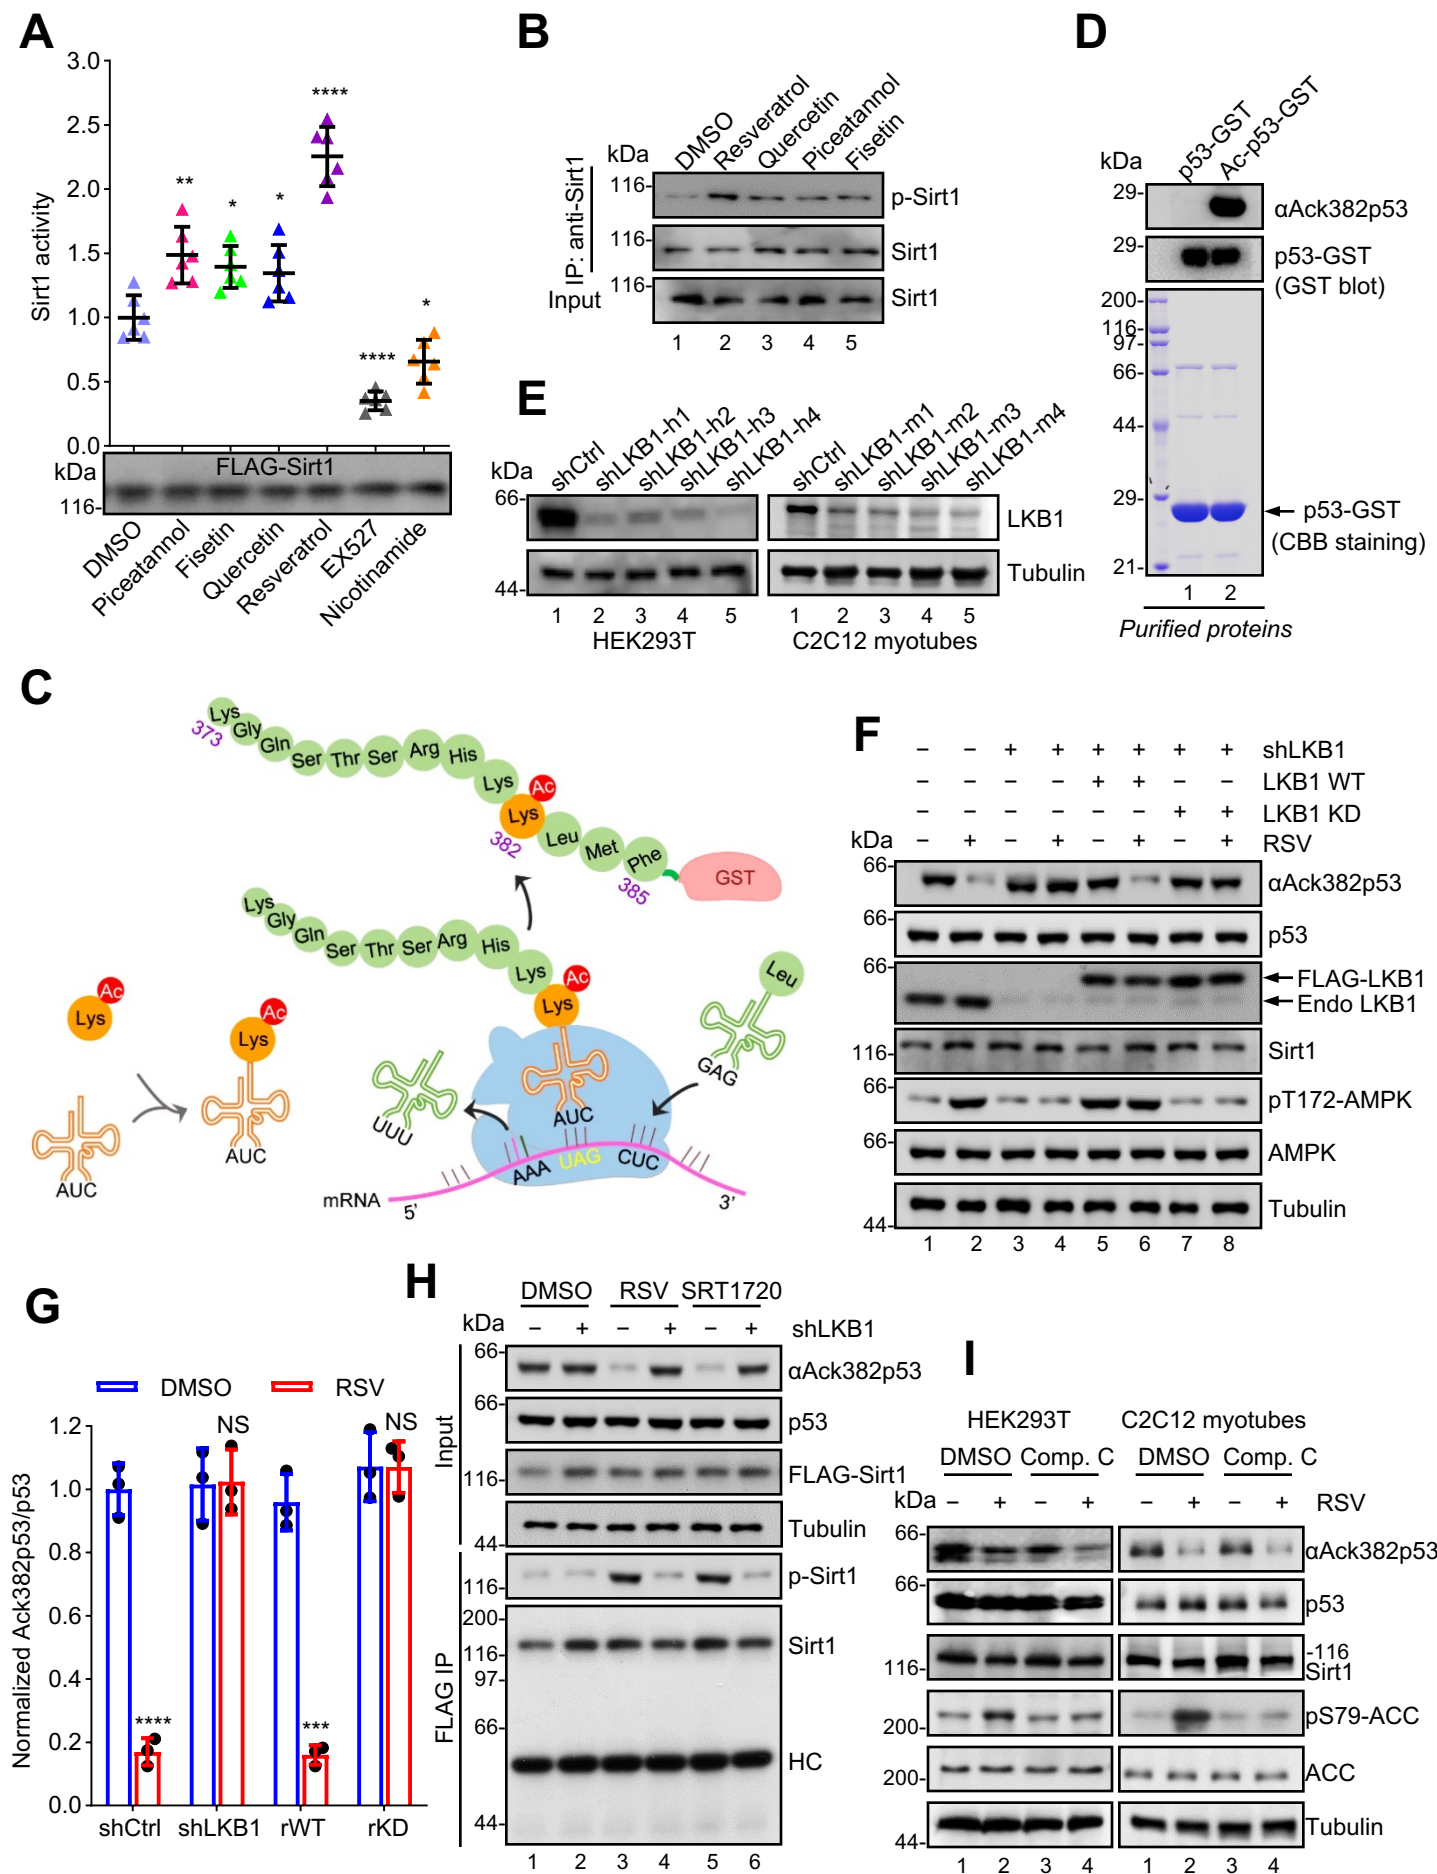 A
3.0
2.5
2.0
1.5
1.0
0.5
0.0
Sirt1 activity
****
**
*
*
****
*
kDa
FLAG-Sirt1
116-
DMSO
Piceatannol
Fisetin
Quercetin
Resveratrol
EX527
Nicotinamide
B
DMSO
Resveratrol
Quercetin
Piceatannol
Fisetin
kDa
IP: anti-Sirt1
116-
p-Sirt1
116-
Sirt1
Input
116-
Sirt1
1 2 3 4 5
D
p53-GST
Ac-p53-GST
kDa
29-
αAck382p53
29-
p53-GST
(GST blot)
200-
116-
97-
66-
44-
29-
p53-GST
(CBB staining)
21-
1 2
Purified proteins
E
shCtrl
shLKB1-h1
shLKB1-h2
shLKB1-h3
shLKB1-h4
shCtrl
shLKB1-m1
shLKB1-m2
shLKB1-m3
shLKB1-m4
kDa
66-
LKB1
44-
Tubulin
1 2 3 4 5 1 2 3 4 5
HEK293T C2C12 myotubes
C
Lys Gly Gln Ser Thr Ser Arg His Lys Lys Ac Leu Met Phe GST
373
382
385
Lys Gly Gln Ser Thr Ser Arg His Lys Lys Ac
Leu
GAG
Ac
Lys
Ac
Lys
AUC
AUC
UUU
AUC
AAA UAG CUC
mRNA
5’
3’
F
– – + + + + + + shLKB1
– – – – + + – – LKB1 WT
– – – – – – + + LKB1 KD
kDa – + – + – + – + RSV
66-
αAck382p53
66-
p53
66-
FLAG-LKB1
Endo LKB1
116-
Sirt1
66-
pT172-AMPK
66-
AMPK
44-
Tubulin
1 2 3 4 5 6 7 8
G
DMSO RSV
1.2
1.0
0.8
0.6
0.4
0.2
0.0
Normalized Ack382p53/p53
****
NS
***
NS
shCtrl shLKB1 rWT rKD
H
DMSO RSV SRT1720
kDa – + – + – + shLKB1
Input
66-
αAck382p53
66-
p53
116-
FLAG-Sirt1
44-
Tubulin
FLAG IP
116-
p-Sirt1
200-
116-
Sirt1
97-
66-
HC
44-
1 2 3 4 5 6
I
HEK293T C2C12 myotubes
DMSO Comp. C DMSO Comp. C
kDa – + – + – + – + RSV
66-
αAck382p53
66-
p53
116-
-116
Sirt1
200-
pS79-ACC
200-
ACC
44-
Tubulin
1 2 3 4 1 2 3 4